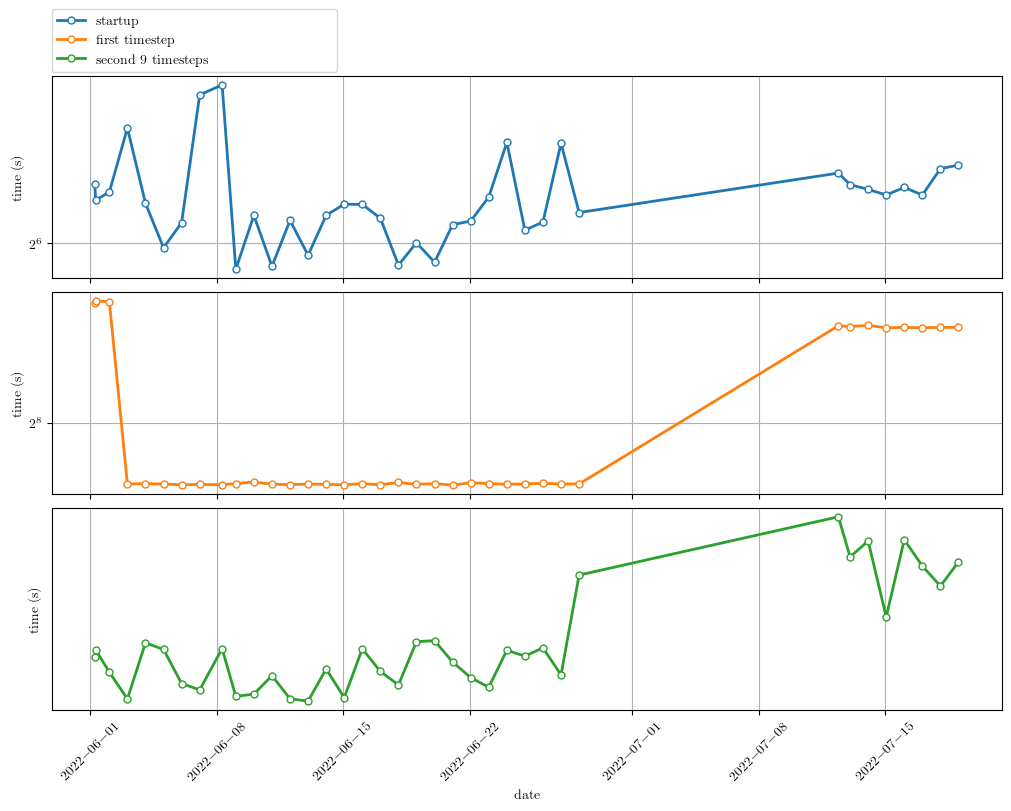 startup
first timestep
second 9 timesteps
time (s)
2⁶
time (s)
2⁸
time (s)
2022−06−01
2022−06−08
2022−06−15
2022−06−22
2022−07−01
2022−07−08
2022−07−15
date